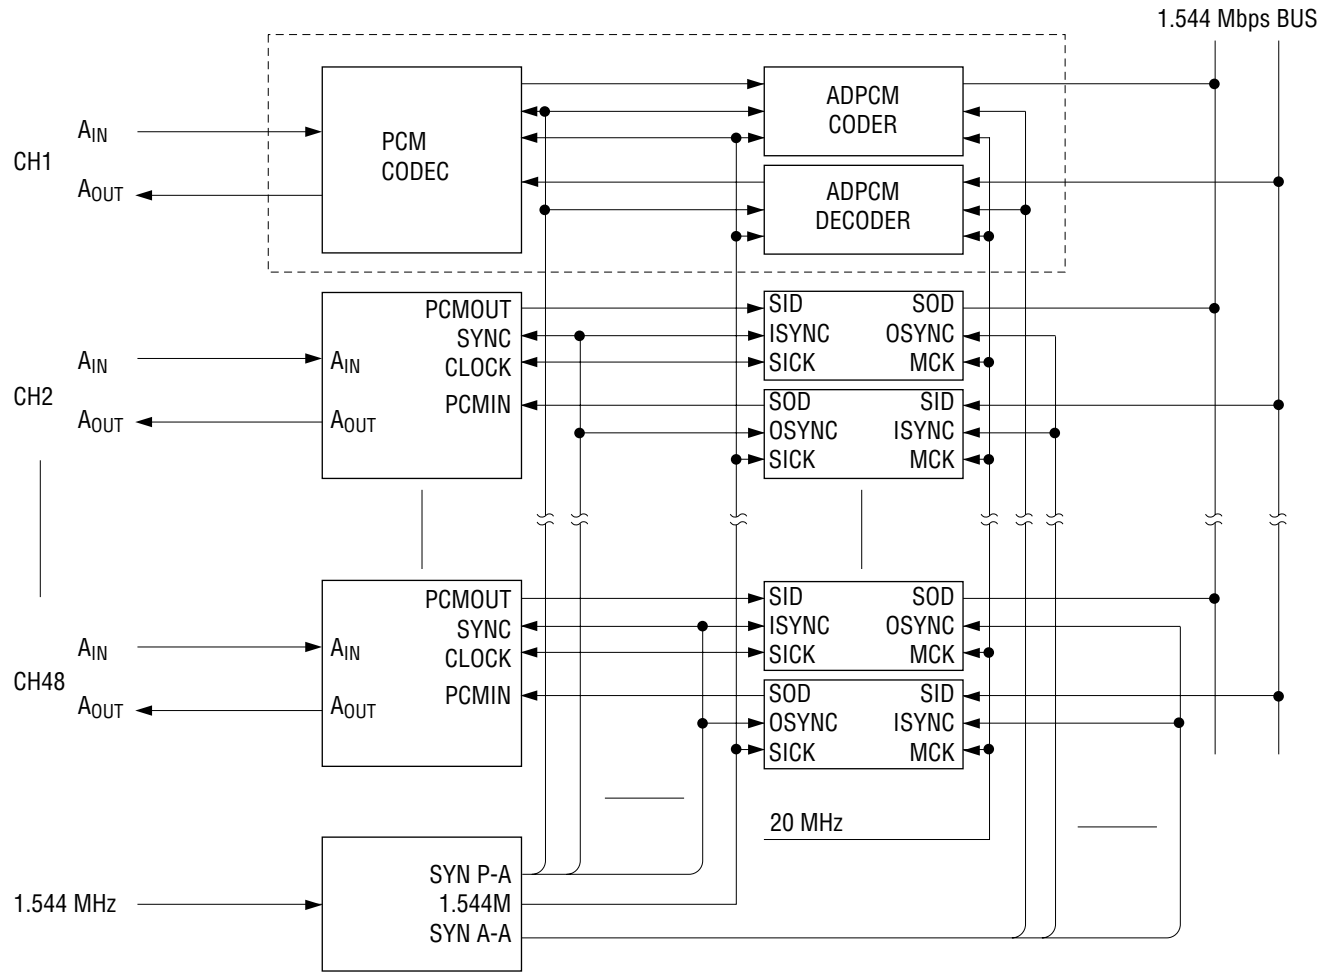 1.544 Mbps BUS
CH1
AIN
AOUT
PCM
CODEC
ADPCM
CODER
ADPCM
DECODER
CH2
AIN
AOUT
AIN
AOUT
PCMOUT
SYNC
CLOCK
PCMIN
SID SOD
ISYNC OSYNC
SICK MCK
SOD SID
OSYNC ISYNC
SICK MCK
CH48
AIN
AOUT
AIN
AOUT
PCMOUT
SYNC
CLOCK
PCMIN
SID SOD
ISYNC OSYNC
SICK MCK
SOD SID
OSYNC ISYNC
SICK MCK
20 MHz
1.544 MHz
SYN P-A
1.544M
SYN A-A